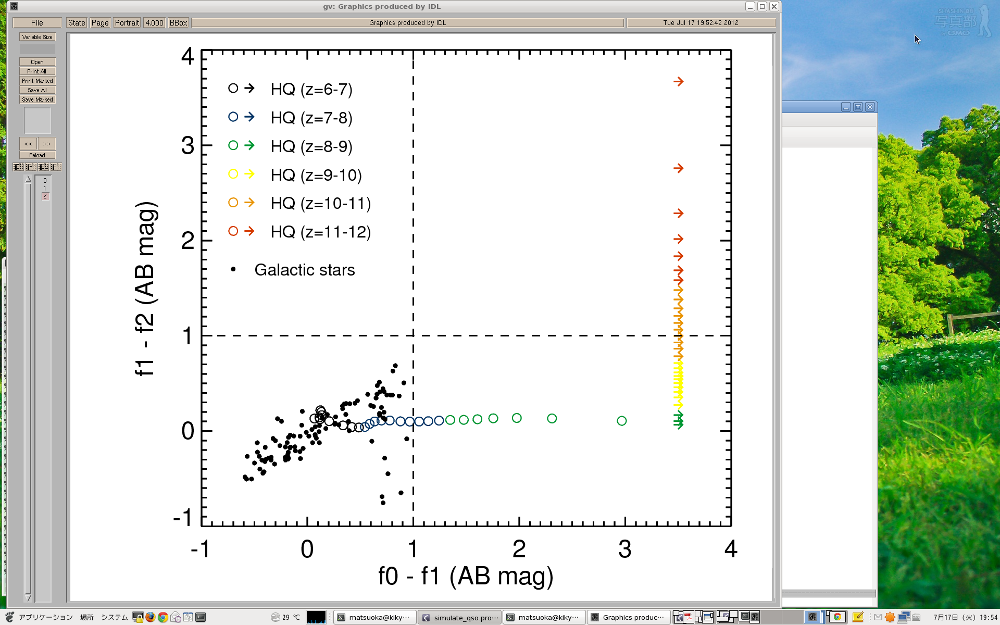 gv: Graphics produced by IDL
File
State
Page
Portrait
4.000
BBox
Graphics produced by IDL
Tue Jul 17 19:52:42 2012
Variable Size
Open
Print All
Print Marked
Save All
Save Marked
<<
>>
Reload
0
1
2
4
3
2
1
0
-1
f1 - f2 (AB mag)
HQ (z=6-7)
HQ (z=7-8)
HQ (z=8-9)
HQ (z=9-10)
HQ (z=10-11)
HQ (z=11-12)
Galactic stars
-1 0 1 2 3 4
f0 - f1 (AB mag)
SHASHIN BU
写真部
by GMO
アプリケーション 場所 システム
29 ℃
matsuoka@kiky…
simulate_qso.pro…
matsuoka@kiky…
Graphics produc…
7月17日 (火) 19:54